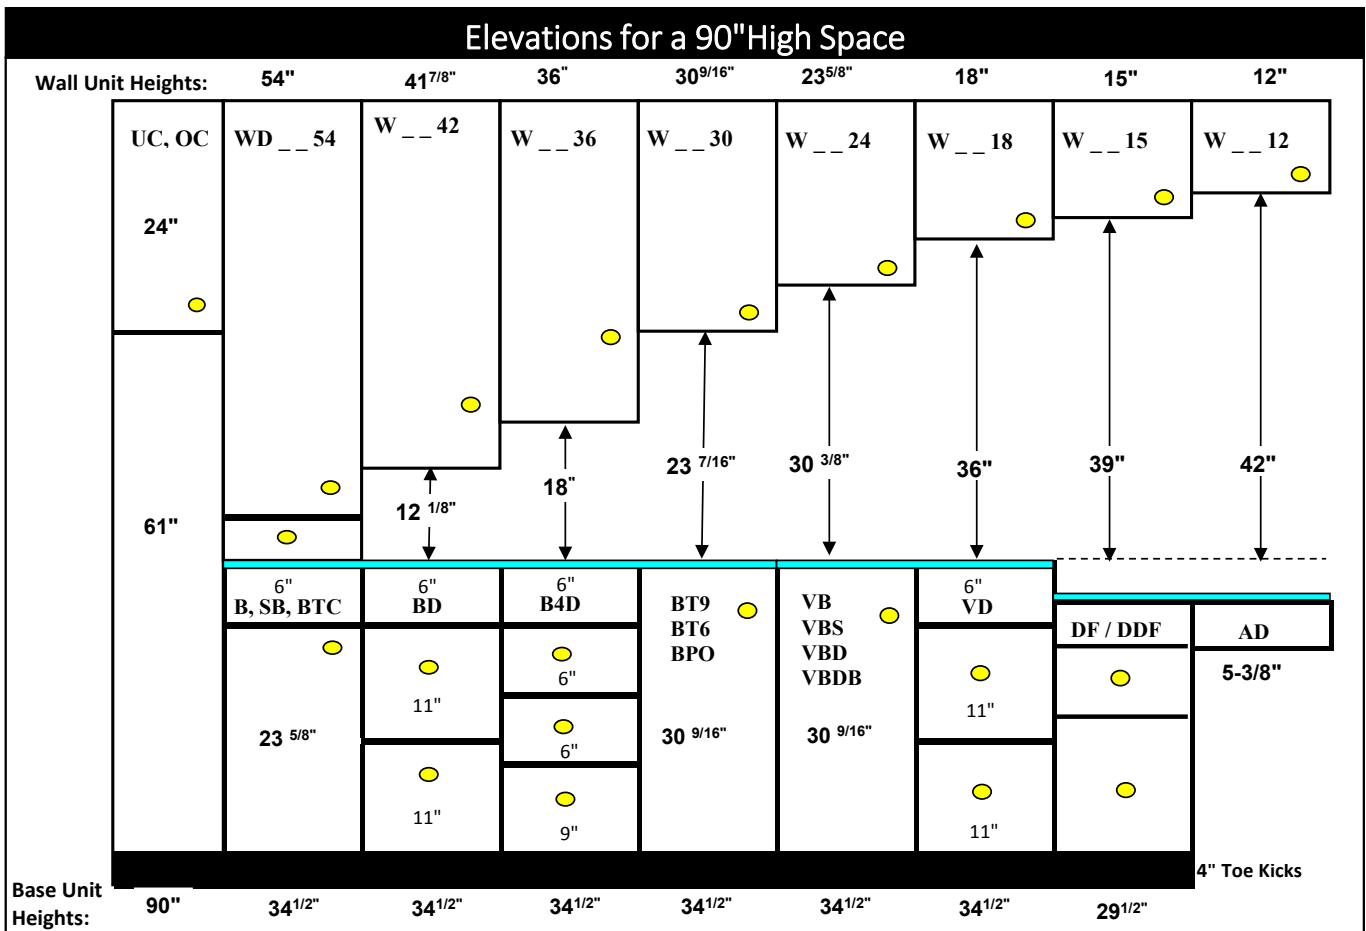 Elevations for a 90"High Space
Wall Unit Heights: 54" 41 7/8" 36" 30 9/16" 23 5/8" 18" 15" 12"
UC, OC WD _ _ 54 W _ _ 42 W _ _ 36 W _ _ 30 W _ _ 24 W _ _ 18 W _ _ 15 W _ _ 12
24"
61"
12 1/8" 18" 23 7/16" 30 3/8" 36" 39" 42"
6" 6" 6" 6"
B, SB, BTC BD B4D BT9 VB VD
BT6 VBS DF / DDF AD
BPO VBD
VBDB
5-3/8"
6"
11" 11"
23 5/8" 30 9/16" 30 9/16"
6"
11" 9" 11"
4" Toe Kicks
Base Unit
Heights: 90" 34 1/2" 34 1/2" 34 1/2" 34 1/2" 34 1/2" 34 1/2" 29 1/2"